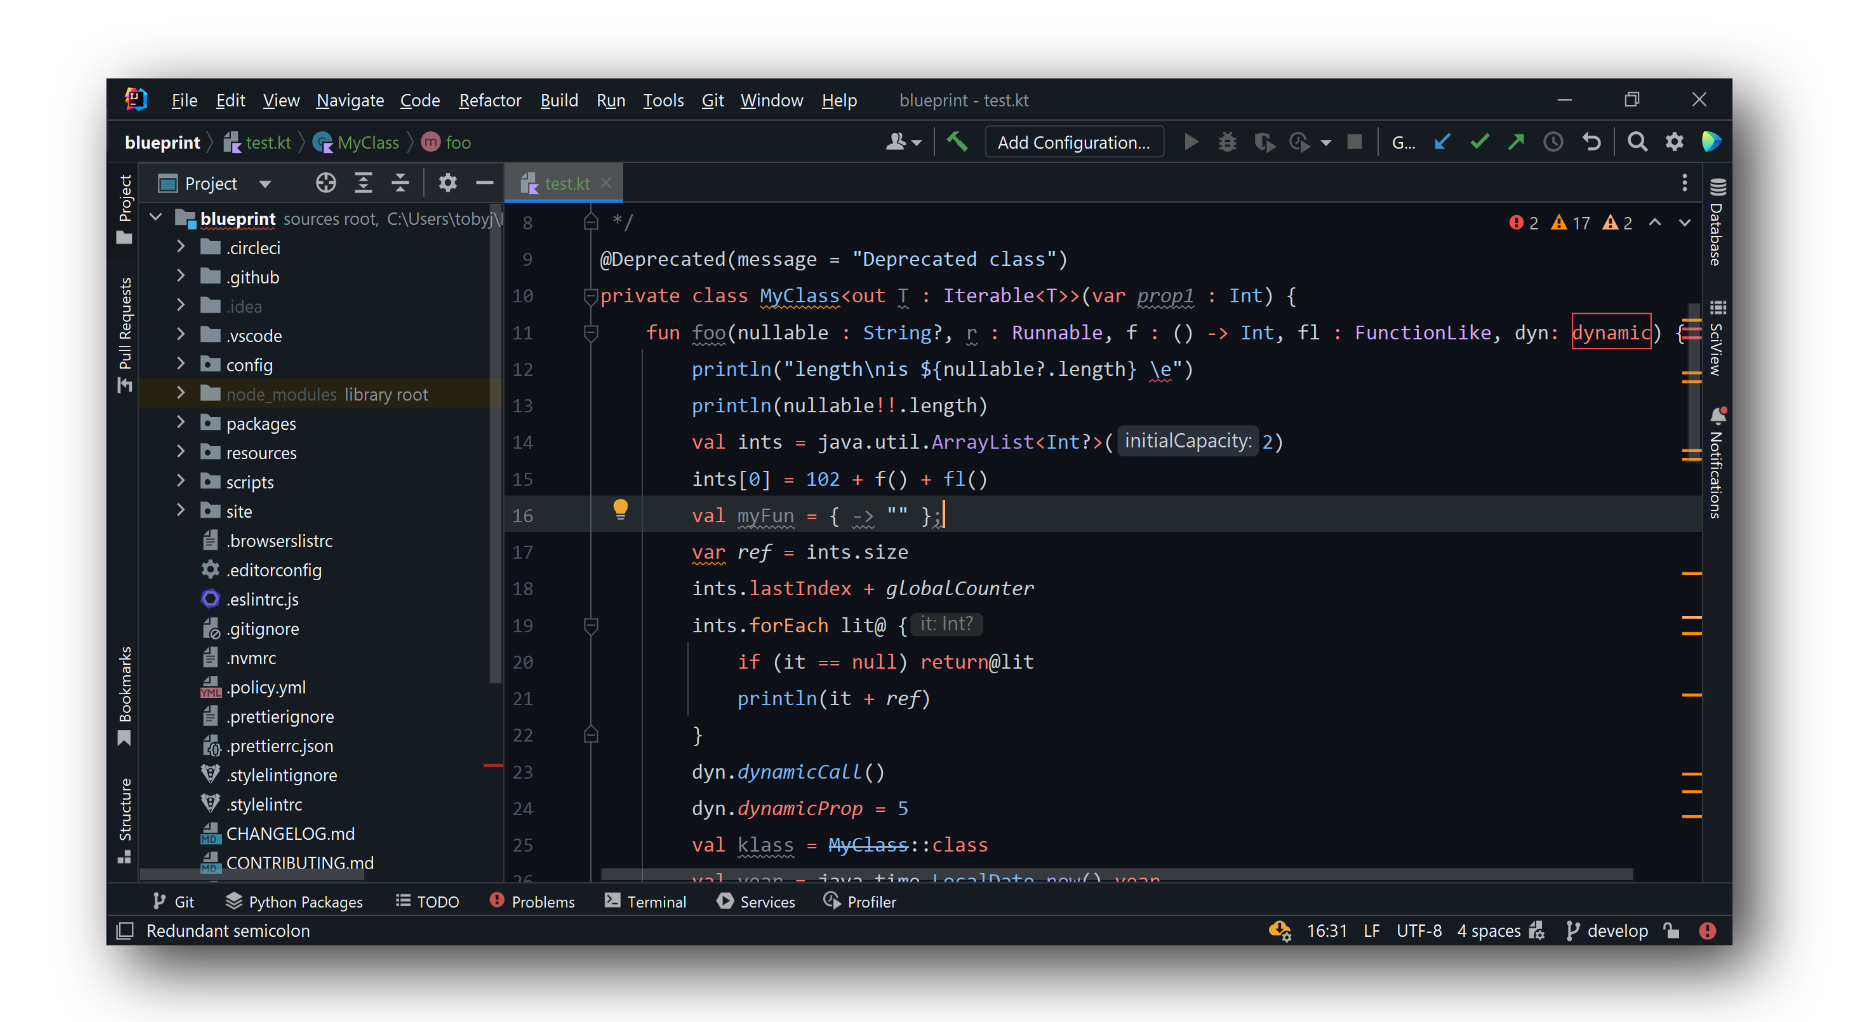 File Edit View Navigate Code Refactor Build Run Tools Git Window Help blueprint - test.kt
blueprint test.kt MyClass foo Add Configuration... G...
Project
test.kt
Project
Pull Requests
Bookmarks
Structure
blueprint sources root, C:\Users\tobyj\
.circleci
.github
.idea
.vscode
config
node_modules library root
packages
resources
scripts
site
.browserslistrc
.editorconfig
.eslintrc.js
.gitignore
.nvmrc
.policy.yml
.prettierignore
.prettierrc.json
.stylelintignore
.stylelintrc
CHANGELOG.md
CONTRIBUTING.md
2 17 2
8 */
9 @Deprecated(message = "Deprecated class")
10 private class MyClass<out T : Iterable<T>>(var prop1 : Int) {
11 fun foo(nullable : String?, r : Runnable, f : () -> Int, fl : FunctionLike, dyn: dynamic) {
12 println("length\nis ${nullable?.length} \e")
13 println(nullable!!.length)
14 val ints = java.util.ArrayList<Int?>( initialCapacity: 2)
15 ints[0] = 102 + f() + fl()
16 val myFun = { -> "" };
17 var ref = ints.size
18 ints.lastIndex + globalCounter
19 ints.forEach lit@ { it: Int?
20 if (it == null) return@lit
21 println(it + ref)
22 }
23 dyn.dynamicCall()
24 dyn.dynamicProp = 5
25 val klass = MyClass::class
26 val year = java.time.LocalDate.now().year
Database
SciView
Notifications
Git Python Packages TODO Problems Terminal Services Profiler
Redundant semicolon 16:31 LF UTF-8 4 spaces develop